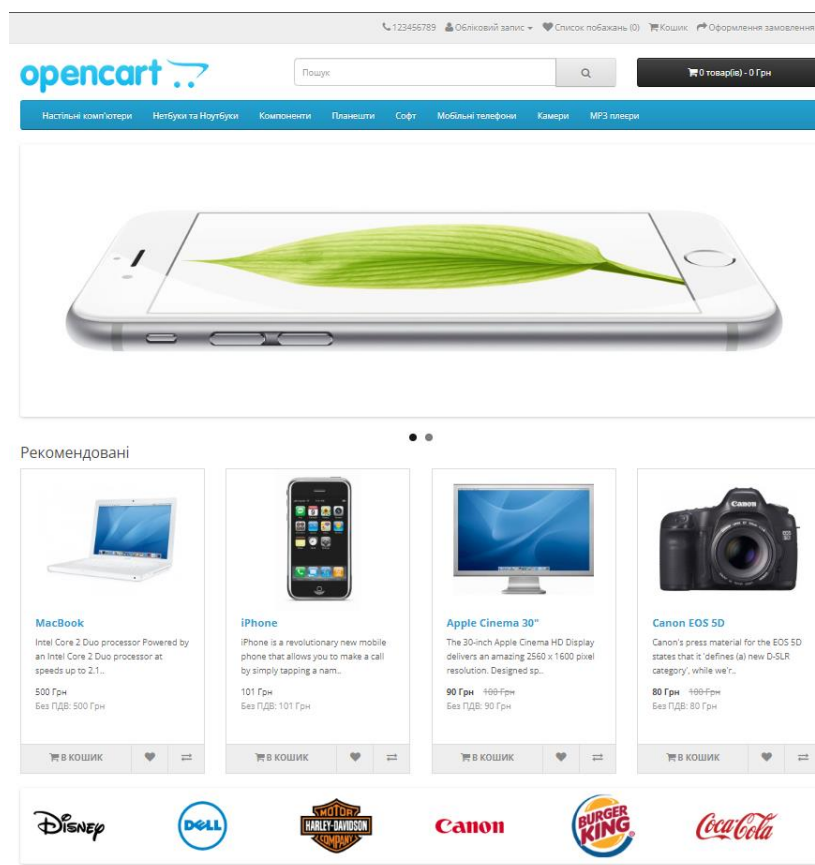 123456789 Обліковий запис Список побажань (0) Кошик Оформлення замовлення
opencart
Пошук
0 товар(ів) - 0 Грн
Настільні комп'ютери Нетбуки та Ноутбуки Компоненти Планешти Софт Мобільні телефони Камери MP3 плеєри
Рекомендовані
MacBook
Intel Core 2 Duo processor Powered by
an Intel Core 2 Duo processor at
speeds up to 2.1..
500 Грн
Без ПДВ: 500 Грн
В КОШИК
iPhone
iPhone is a revolutionary new mobile
phone that allows you to make a call
by simply tapping a nam..
101 Грн
Без ПДВ: 101 Грн
В КОШИК
Apple Cinema 30"
The 30-inch Apple Cinema HD Display
delivers an amazing 2560 x 1600 pixel
resolution. Designed sp..
90 Грн 100 Грн
Без ПДВ: 90 Грн
В КОШИК
Canon
Canon EOS 5D
Canon's press material for the EOS 5D
states that it 'defines (a) new D-SLR
category', while we'r..
80 Грн 100 Грн
Без ПДВ: 80 Грн
В КОШИК
Disney
DELL
MOTOR
HARLEY-DAVIDSON
COMPANY
Canon
BURGER
KING
Coca-Cola